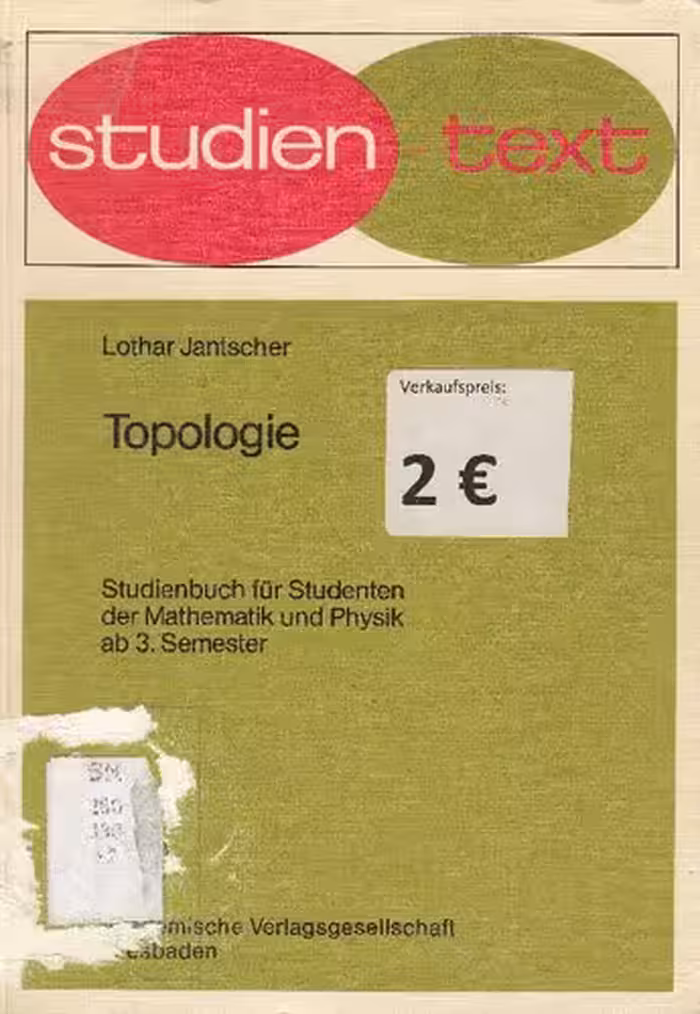 studien text
Lothar Jantscher
Topologie
Verkaufspreis:
2 €
Studienbuch für Studenten
der Mathematik und Physik
ab 3. Semester
Verlagsgesellschaft